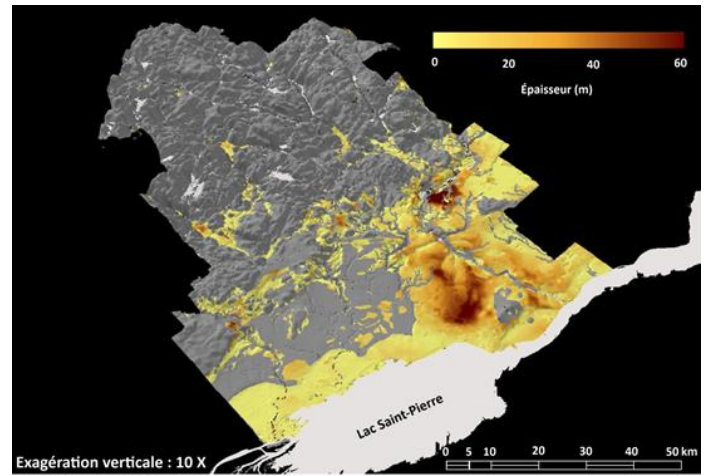 0 20 40 60
Épaisseur (m)
Lac Saint-Pierre
Exagération verticale : 10 X
0 5 10 20 30 40 50 km